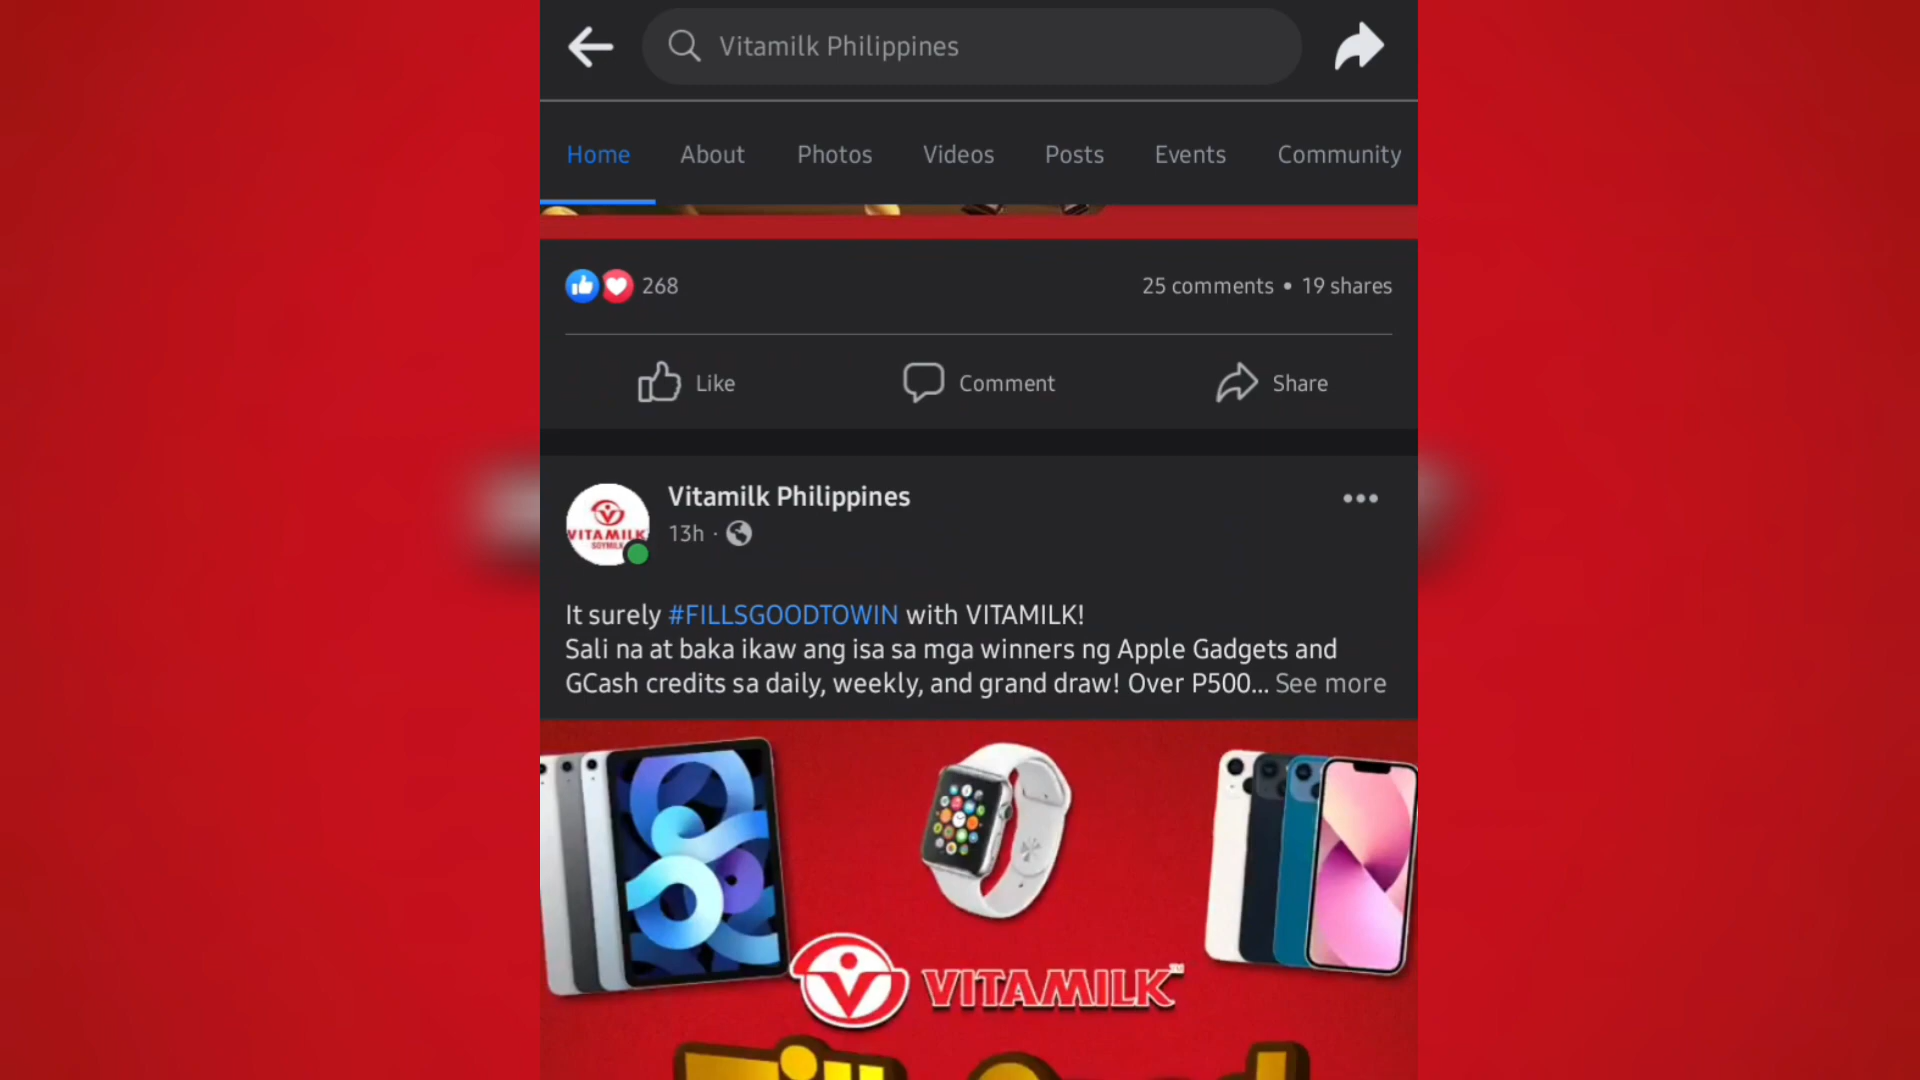 Vitamilk Philippines
Home About Photos Videos Posts Events Community
268 25 comments • 19 shares
Like Comment Share
Vitamilk Philippines
13h ·
VITAMILK
SOYMILK
It surely #FILLSGOODTOWIN with VITAMILK!
Sali na at baka ikaw ang isa sa mga winners ng Apple Gadgets and
GCash credits sa daily, weekly, and grand draw! Over P500... See more
VITAMILK™